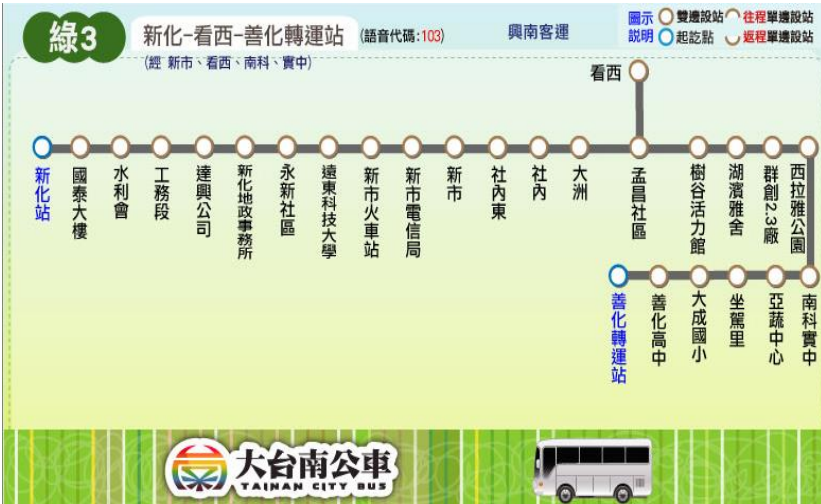 綠3
新化-看西-善化轉運站 (語音代碼:103)
(經 新市、看西、南科、實中)
興南客運
圖示 雙邊設站 往程單邊設站
説明 起訖點 返程單邊設站
看西
新化站
國泰大樓
水利會
工務段
達興公司
新化地政事務所
永新社區
遠東科技大學
新市火車站
新市電信局
新市
社內東
社內
大洲
孟昌社區
樹谷活力館
湖濱雅舍
群創2.3廠
西拉雅公園
南科實中
亞蔬中心
坐駕里
大成國小
善化高中
善化轉運站
大台南公車
TAINAN CITY BUS